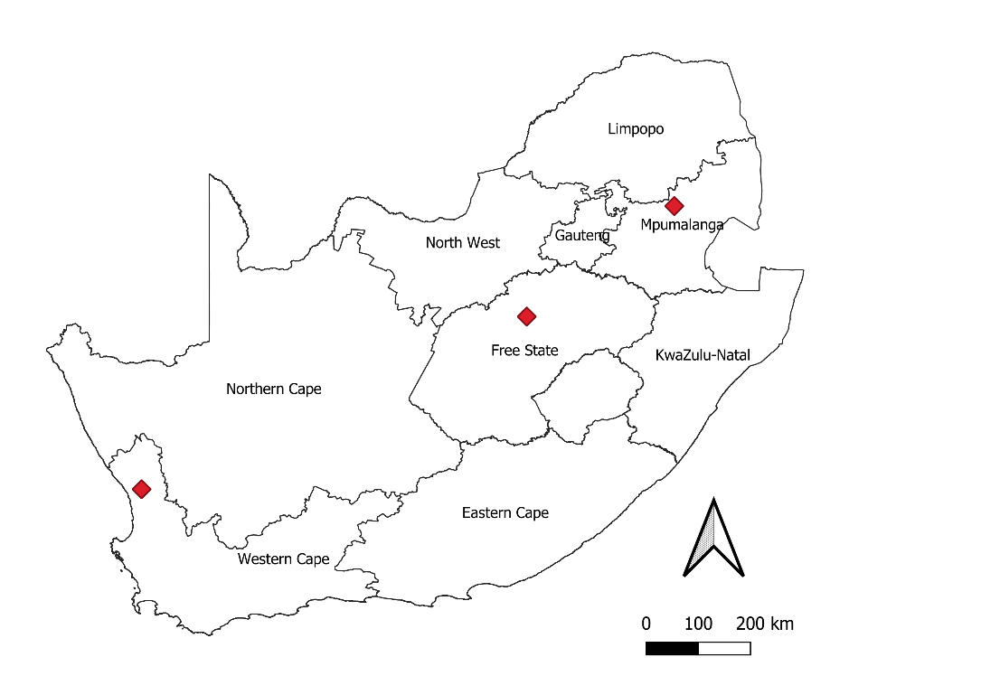 Limpopo
Mpumalanga
Gauteng
North West
Free State
KwaZulu-Natal
Northern Cape
Eastern Cape
Western Cape
0 100 200 km